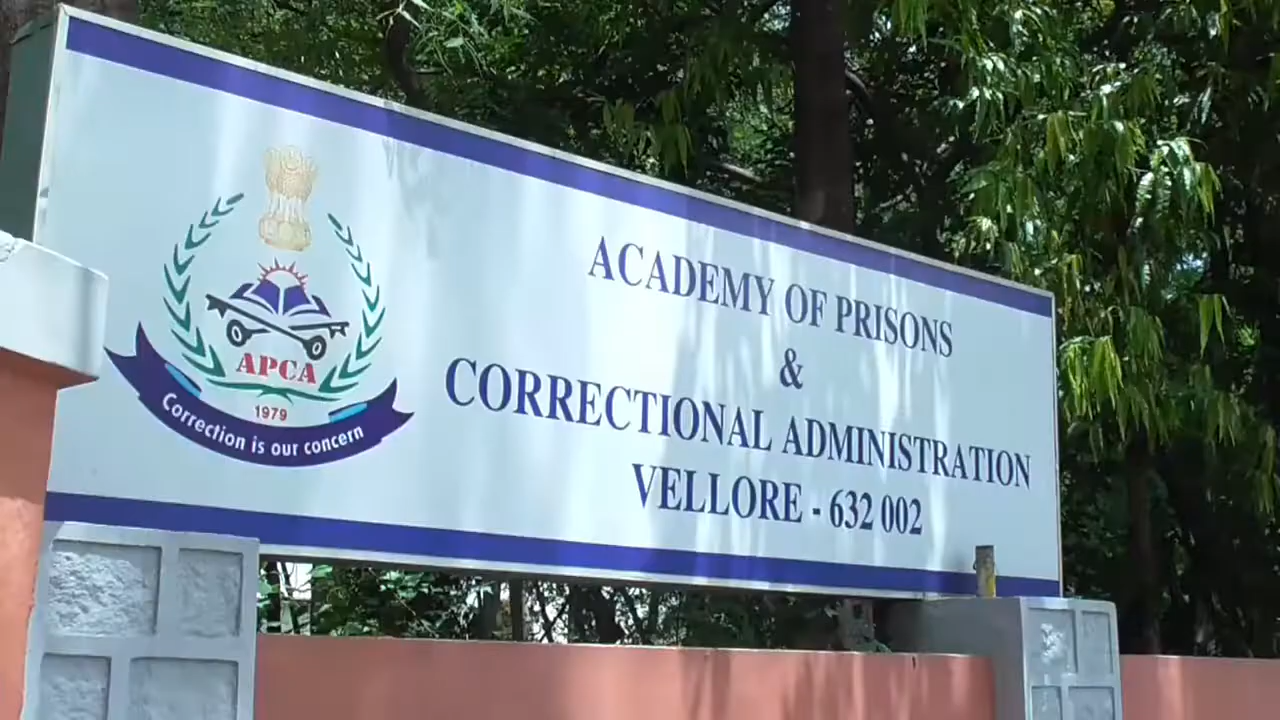 APCA
1979
Correction is our concern
ACADEMY OF PRISONS
&
CORRECTIONAL ADMINISTRATION
VELLORE - 632 002